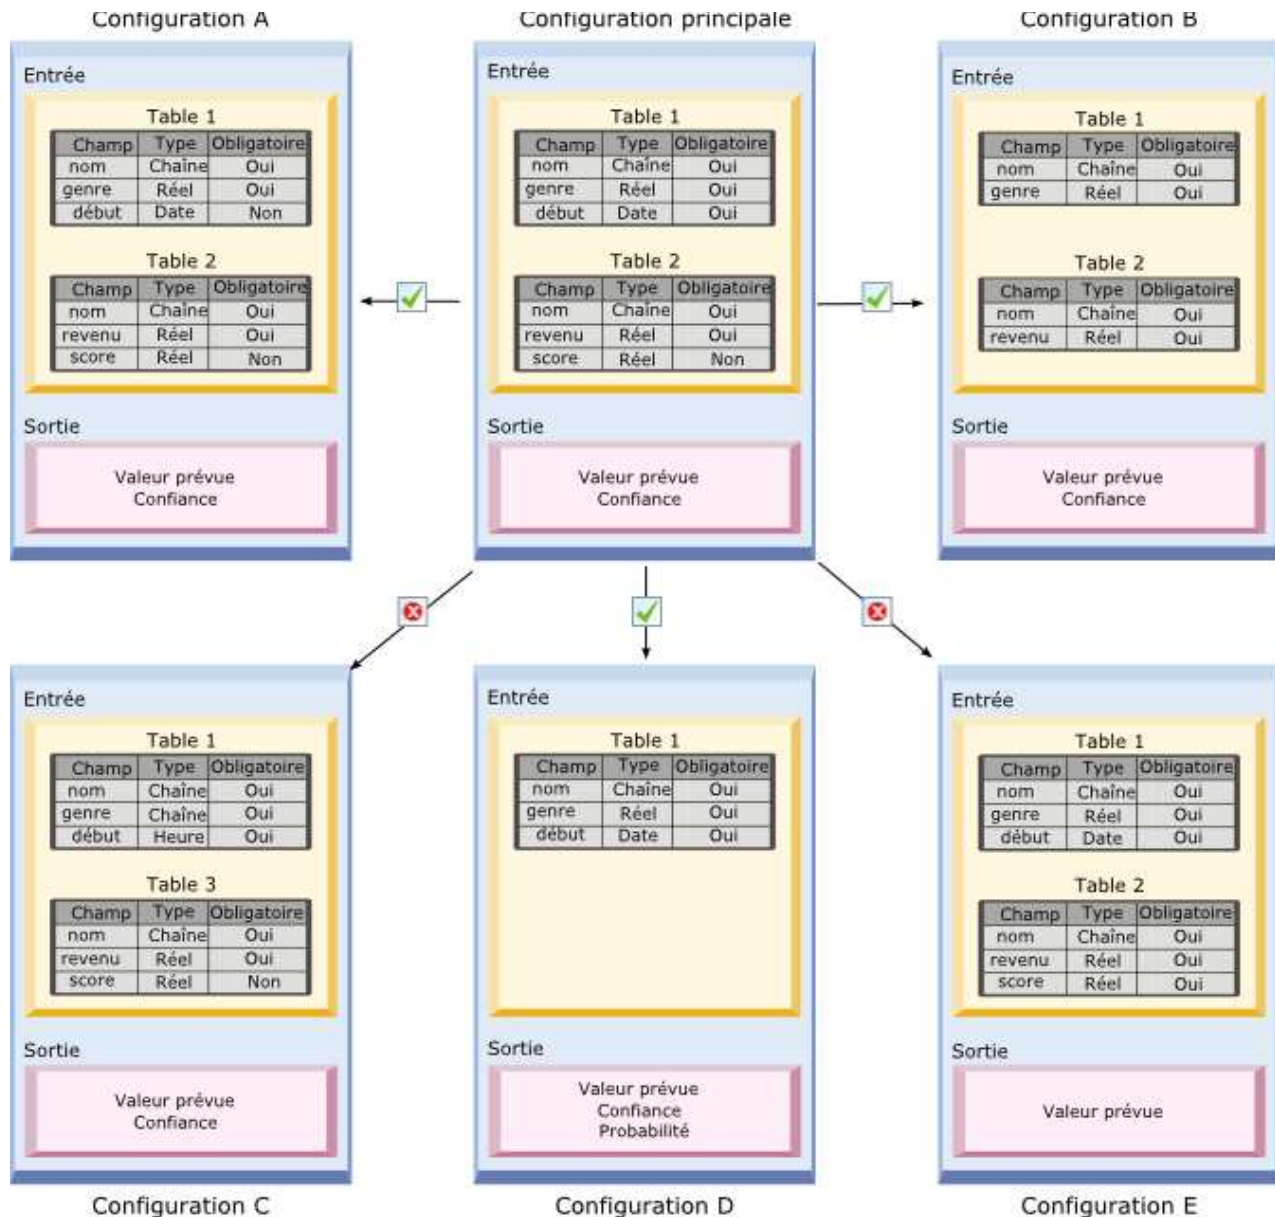 Configuration A
Configuration principale
Configuration B
Entrée
Table 1
Champ Type Obligatoire
nom Chaîne Oui
genre Réel Oui
début Date Non
Table 2
Champ Type Obligatoire
nom Chaîne Oui
revenu Réel Oui
score Réel Non
Sortie
Valeur prévue
Confiance
Entrée
Table 1
Champ Type Obligatoire
nom Chaîne Oui
genre Réel Oui
début Date Oui
Table 2
Champ Type Obligatoire
nom Chaîne Oui
revenu Réel Oui
score Réel Non
Sortie
Valeur prévue
Confiance
Entrée
Table 1
Champ Type Obligatoire
nom Chaîne Oui
genre Réel Oui
Table 2
Champ Type Obligatoire
nom Chaîne Oui
revenu Réel Oui
Sortie
Valeur prévue
Confiance
Entrée
Table 1
Champ Type Obligatoire
nom Chaîne Oui
genre Chaîne Oui
début Heure Oui
Table 3
Champ Type Obligatoire
nom Chaîne Oui
revenu Réel Oui
score Réel Non
Sortie
Valeur prévue
Confiance
Entrée
Table 1
Champ Type Obligatoire
nom Chaîne Oui
genre Réel Oui
début Date Oui
Sortie
Valeur prévue
Confiance
Probabilité
Entrée
Table 1
Champ Type Obligatoire
nom Chaîne Oui
genre Réel Oui
début Date Oui
Table 2
Champ Type Obligatoire
nom Chaîne Oui
revenu Réel Oui
score Réel Oui
Sortie
Valeur prévue
Configuration C
Configuration D
Configuration E